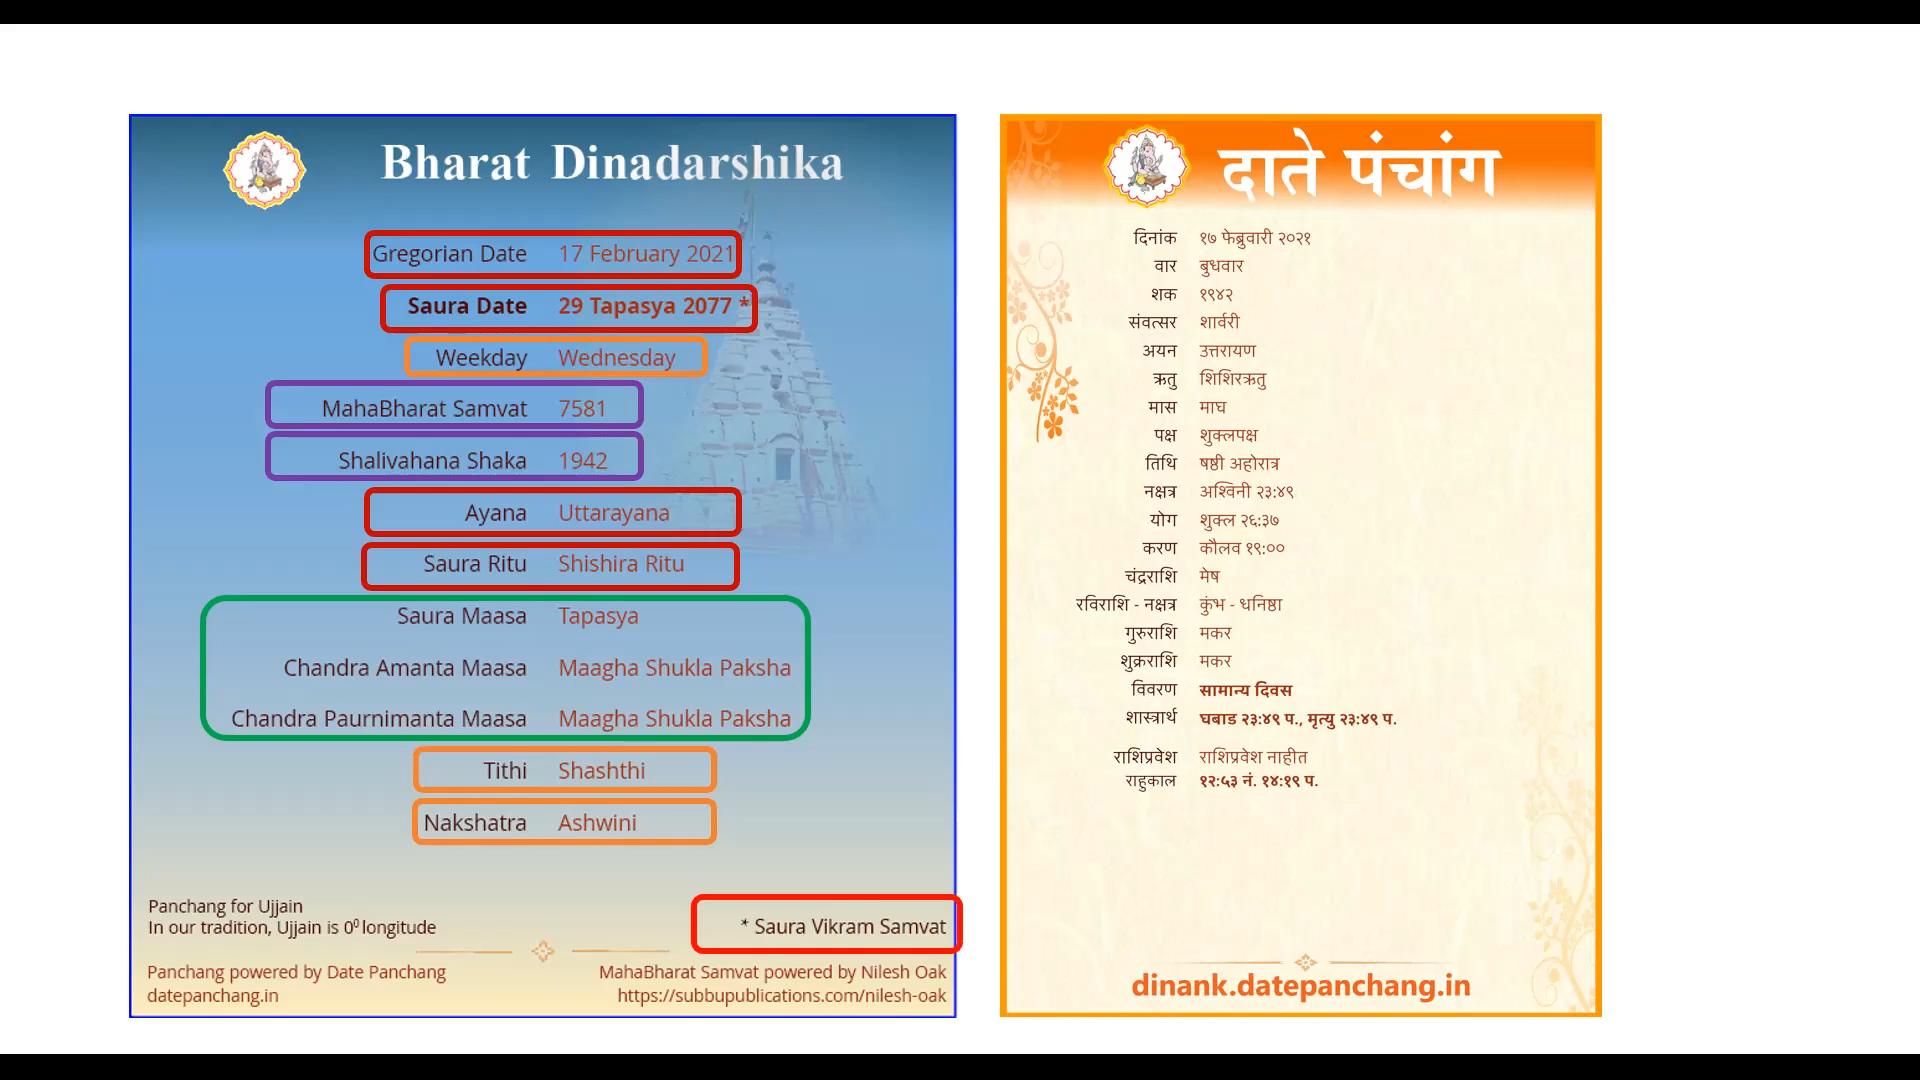 Bharat Dinadarshika
Gregorian Date 17 February 2021
Saura Date 29 Tapasya 2077 *
Weekday Wednesday
MahaBharat Samvat 7581
Shalivahana Shaka 1942
Ayana Uttarayana
Saura Ritu Shishira Ritu
Saura Maasa Tapasya
Chandra Amanta Maasa Maagha Shukla Paksha
Chandra Paurnimanta Maasa Maagha Shukla Paksha
Tithi Shashthi
Nakshatra Ashwini
Panchang for Ujjain
In our tradition, Ujjain is 0⁰ longitude
* Saura Vikram Samvat
Panchang powered by Date Panchang
datepanchang.in
MahaBharat Samvat powered by Nilesh Oak
https://subbupublications.com/nilesh-oak
दाते पंचांग
दिनांक १७ फेब्रुवारी २०२१
वार बुधवार
शक १९४२
संवत्सर शार्वरी
अयन उत्तरायण
ऋतु शिशिरऋतु
मास माघ
पक्ष शुक्लपक्ष
तिथि षष्ठी अहोरात्र
नक्षत्र अश्विनी २३:४९
योग शुक्ल २६:३७
करण कौलव १९:००
चंद्रराशि मेष
रविराशि - नक्षत्र कुंभ - धनिष्ठा
गुरुराशि मकर
शुक्रराशि मकर
विवरण सामान्य दिवस
शास्त्रार्थ घबाड २३:४९ प., मृत्यु २३:४९ प.
राशिप्रवेश राशिप्रवेश नाहीत
राहुकाल १२:५३ नं. १४:१९ प.
dinank.datepanchang.in